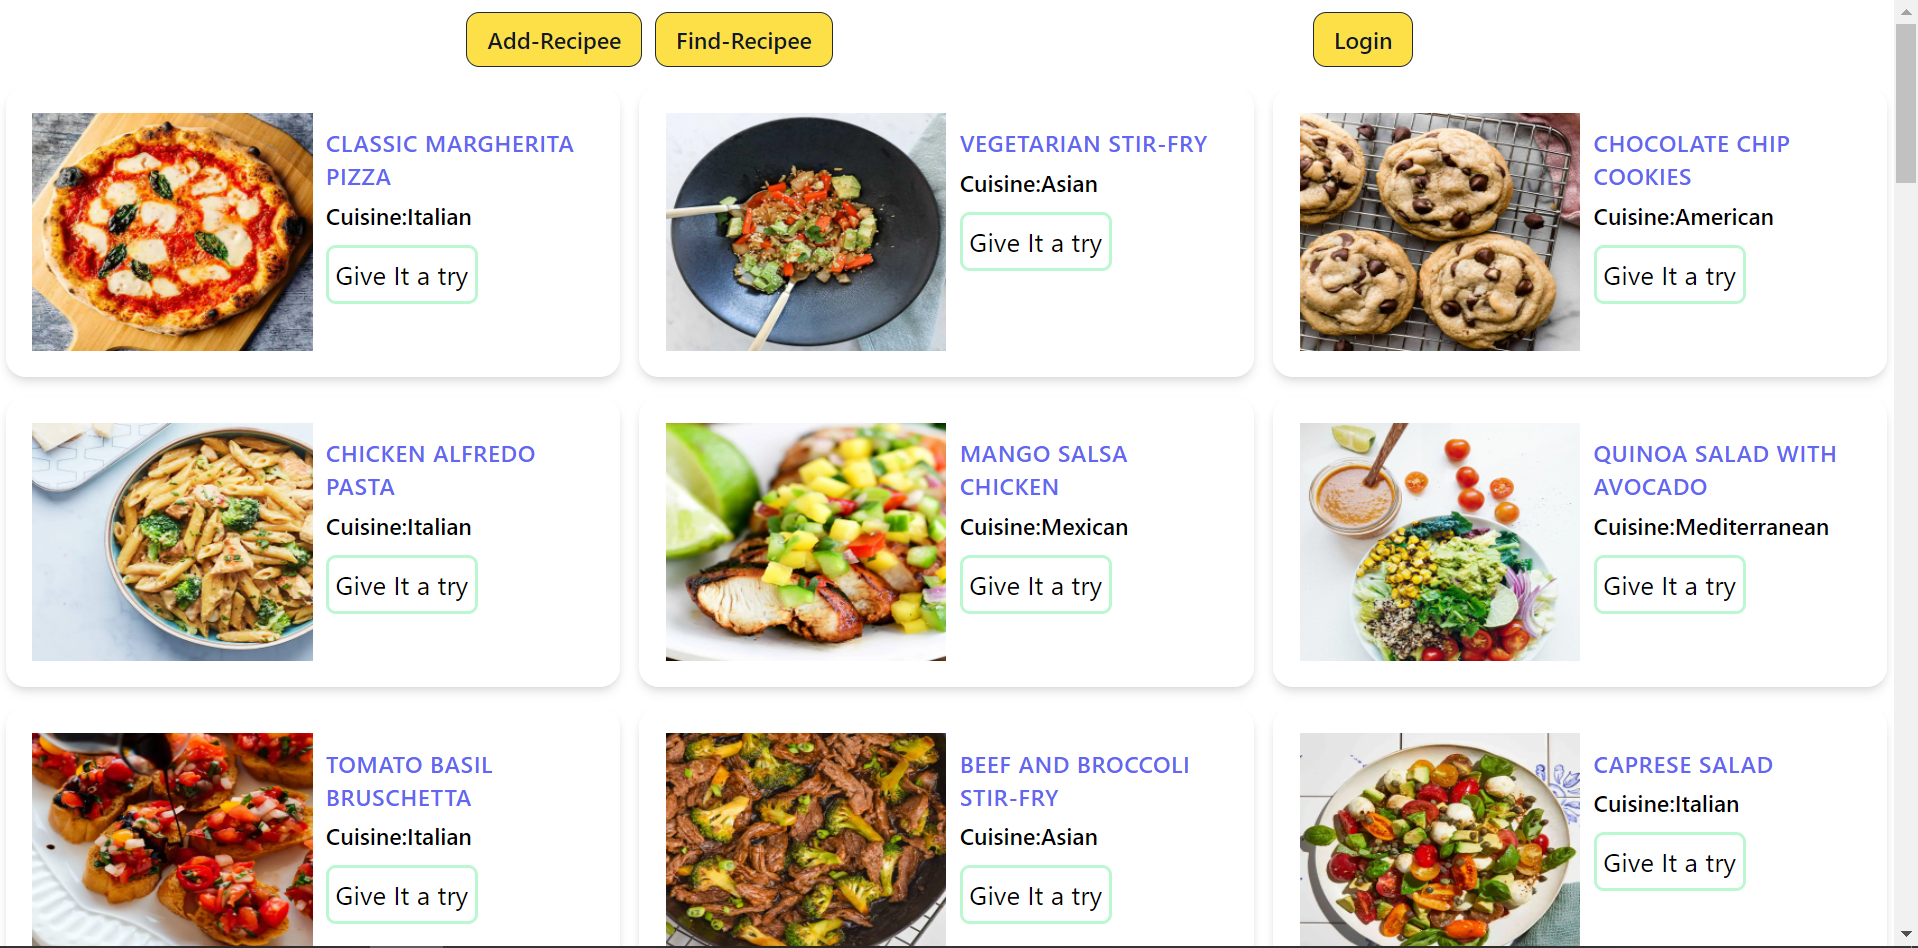 Add-Recipee
Find-Recipee
Login
CLASSIC MARGHERITA
PIZZA
Cuisine:Italian
Give It a try
VEGETARIAN STIR-FRY
Cuisine:Asian
Give It a try
CHOCOLATE CHIP
COOKIES
Cuisine:American
Give It a try
CHICKEN ALFREDO
PASTA
Cuisine:Italian
Give It a try
MANGO SALSA
CHICKEN
Cuisine:Mexican
Give It a try
QUINOA SALAD WITH
AVOCADO
Cuisine:Mediterranean
Give It a try
TOMATO BASIL
BRUSCHETTA
Cuisine:Italian
Give It a try
BEEF AND BROCCOLI
STIR-FRY
Cuisine:Asian
Give It a try
CAPRESE SALAD
Cuisine:Italian
Give It a try